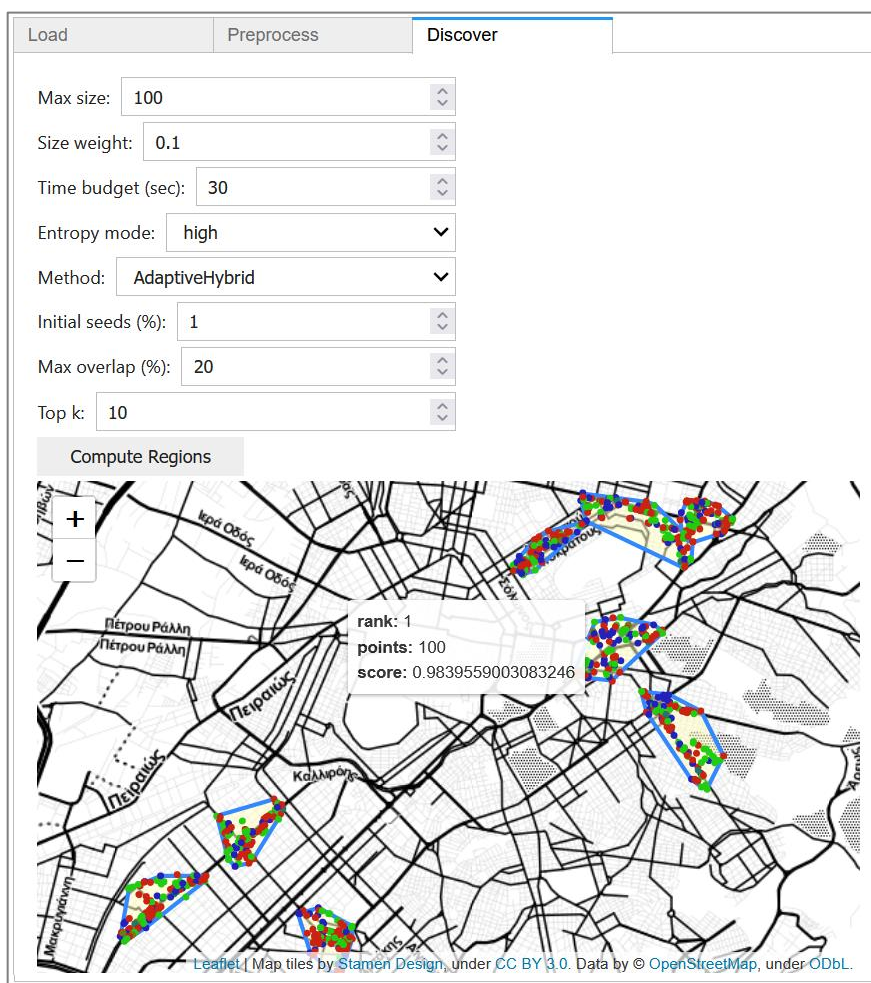 Load Preprocess Discover
Max size: 100
Size weight: 0.1
Time budget (sec): 30
Entropy mode: high
Method: AdaptiveHybrid
Initial seeds (%): 1
Max overlap (%): 20
Top k: 10
Compute Regions
+
−
Ιερά Οδός
Ιερά Οδός
Πέτρου Ράλλη
Πέτρου Ράλλη
rank: 1
points: 100
score: 0.9839559003083246
Πειραιώς
Καλλιρόης
Πειραιώς
Μακρυγιάννη
Leaflet | Map tiles by Stamen Design, under CC BY 3.0. Data by © OpenStreetMap, under ODbL.